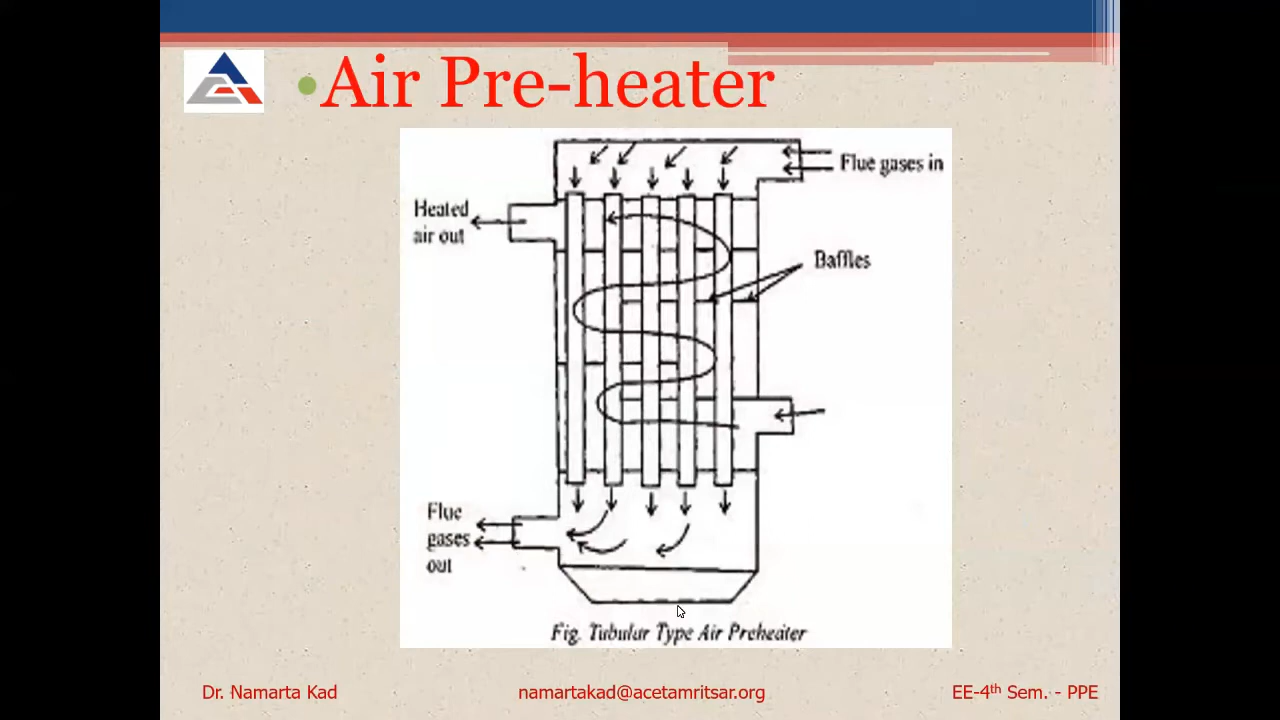 • Air Pre-heater
Flue gases in
Heated
air out
Baffles
Flue
gases
out
Fig. Tubular Type Air Preheater
Dr. Namarta Kad
namartakad@acetamritsar.org
EE-4th Sem. - PPE